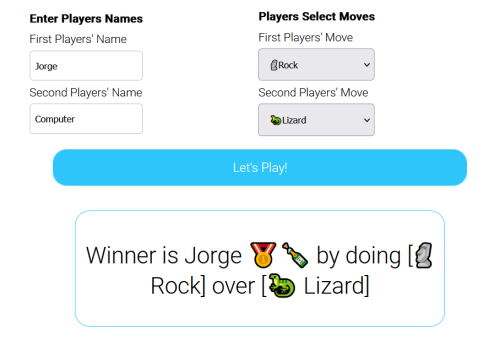 Enter Players Names
First Players' Name
Jorge
Second Players' Name
Computer
Players Select Moves
First Players' Move
🗿Rock
Second Players' Move
🐍Lizard
Let's Play!
Winner is Jorge 🏅🍾 by doing [🗿
Rock] over [🐍 Lizard]